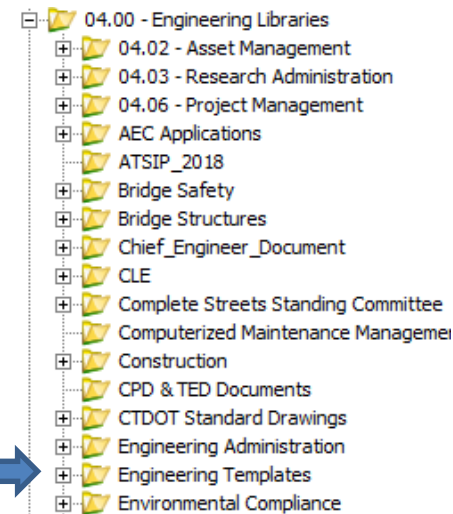 04.00 - Engineering Libraries
04.02 - Asset Management
04.03 - Research Administration
04.06 - Project Management
AEC Applications
ATSIP_2018
Bridge Safety
Bridge Structures
Chief_Engineer_Document
CLE
Complete Streets Standing Committee
Computerized Maintenance Managemer
Construction
CPD & TED Documents
CTDOT Standard Drawings
Engineering Administration
Engineering Templates
Environmental Compliance